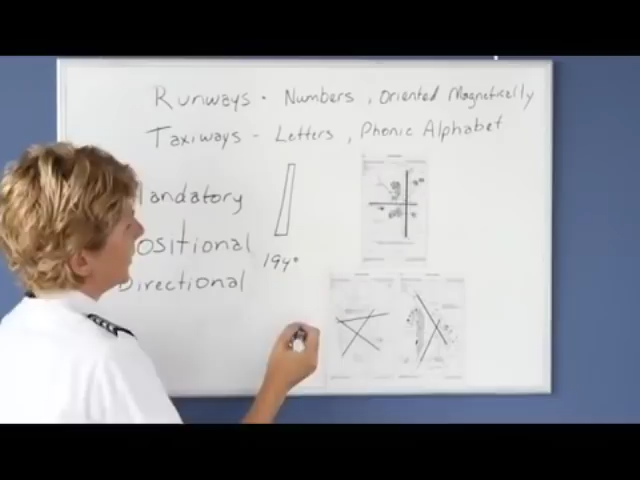 Runways - Numbers, Oriented Magnetically
Taxiways - Letters, Phonic Alphabet
andatory
ositional
Directional
194°